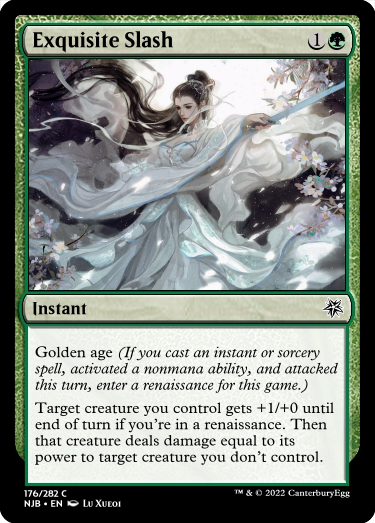 Exquisite Slash 1
Instant
Golden age (If you cast an instant or sorcery
spell, activated a nonmana ability, and attacked
this turn, enter a renaissance for this game.)
Target creature you control gets +1/+0 until
end of turn if you're in a renaissance. Then
that creature deals damage equal to its
power to target creature you don't control.
176/282 C
NJB • EN Lu Xueoi
™ & © 2022 CanterburyEgg